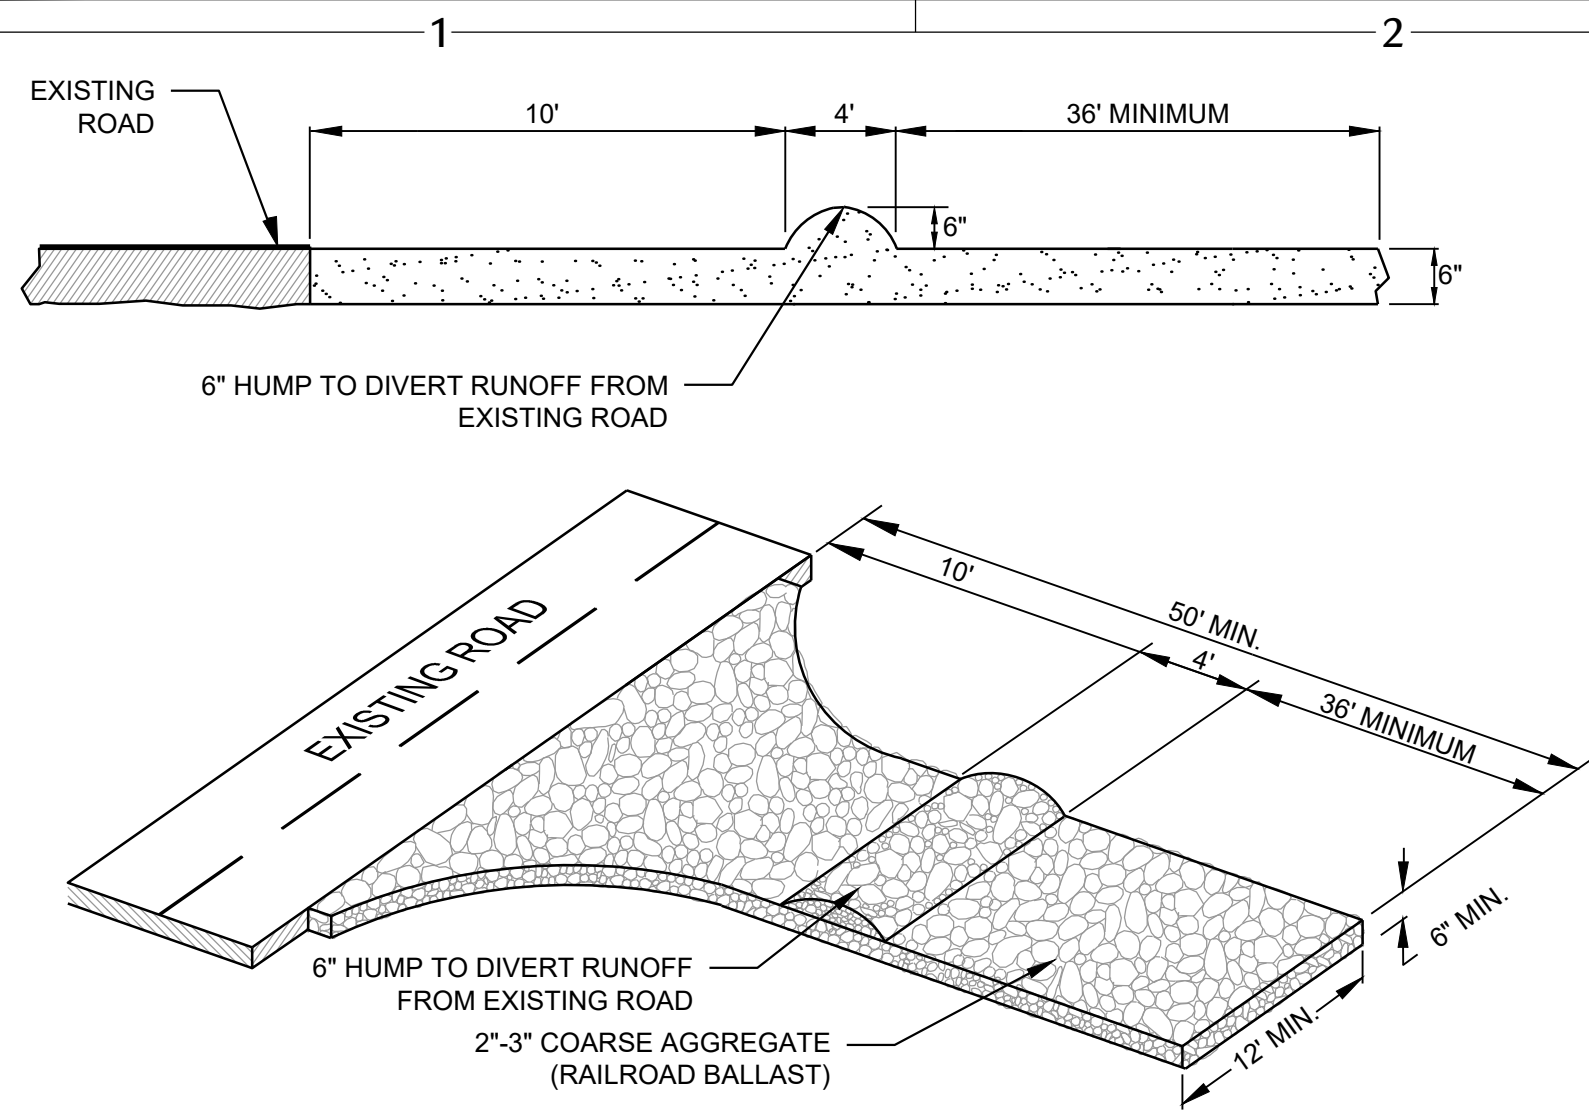 1
2
EXISTING
ROAD
10'
4'
36' MINIMUM
6"
6"
6" HUMP TO DIVERT RUNOFF FROM
EXISTING ROAD
10'
50' MIN.
4'
36' MINIMUM
EXISTING ROAD
6" MIN.
12' MIN.
6" HUMP TO DIVERT RUNOFF
FROM EXISTING ROAD
2"-3" COARSE AGGREGATE
(RAILROAD BALLAST)